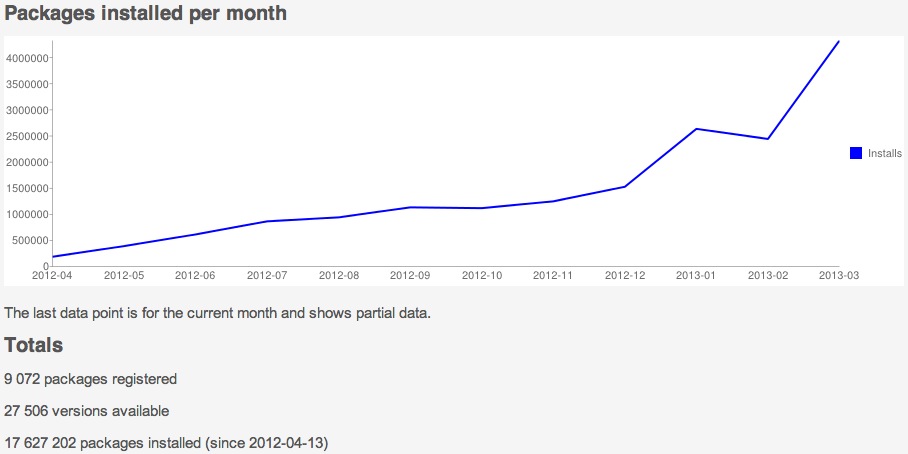 Packages installed per month
4000000
3500000
3000000
2500000
2000000
1500000
1000000
500000
0
Installs
2012-04 2012-05 2012-06 2012-07 2012-08 2012-09 2012-10 2012-11 2012-12 2013-01 2013-02 2013-03
The last data point is for the current month and shows partial data.
Totals
9 072 packages registered
27 506 versions available
17 627 202 packages installed (since 2012-04-13)